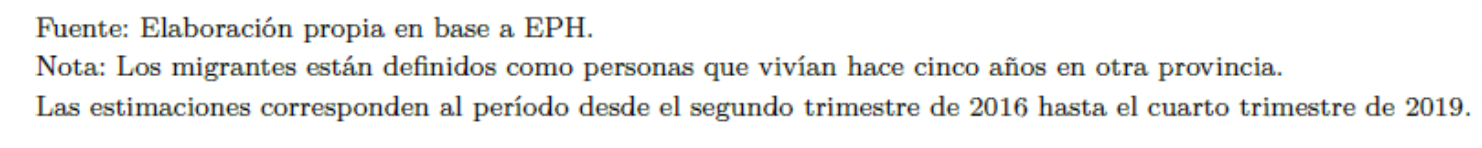 Fuente: Elaboración propia en base a EPH.
Nota: Los migrantes están definidos como personas que vivían hace cinco años en otra provincia.
Las estimaciones corresponden al período desde el segundo trimestre de 2016 hasta el cuarto trimestre de 2019.